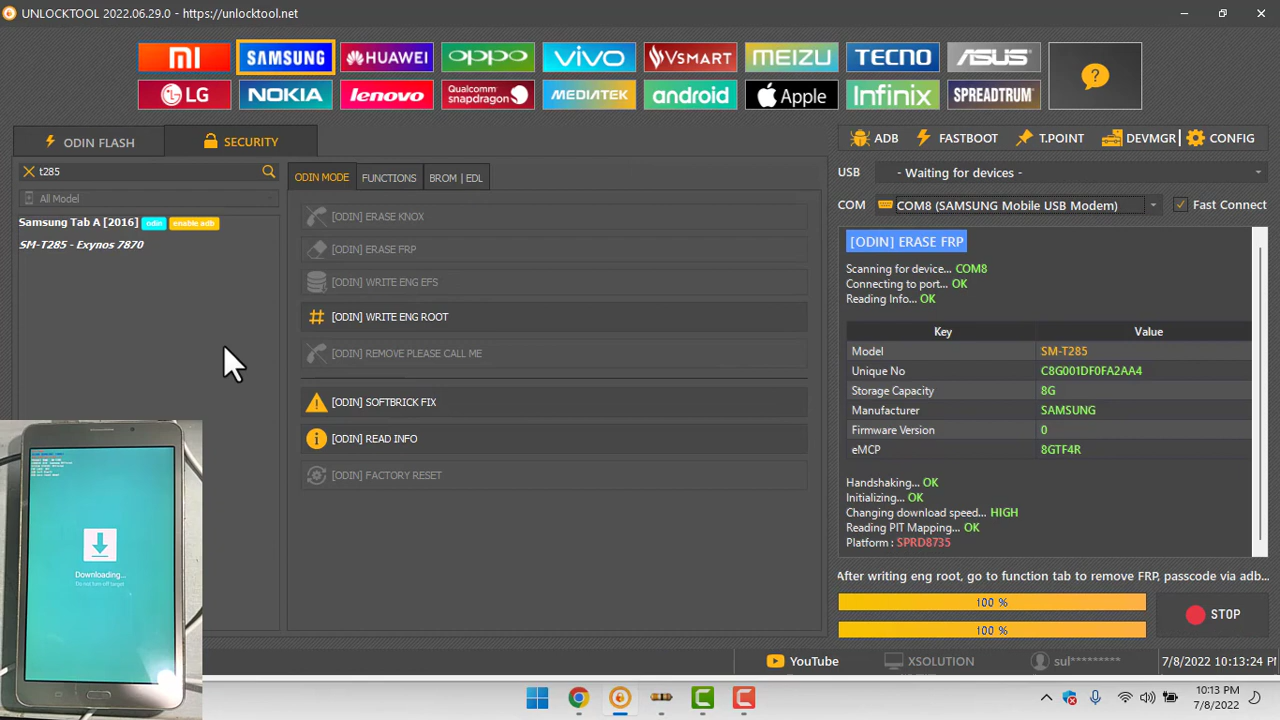 UNLOCKTOOL 2022.06.29.0 - https://unlocktool.net
MI SAMSUNG HUAWEI oppo vivo VSMART MEIZU TECNO ASUS ?
LG NOKIA lenovo Qualcomm snapdragon MEDIATEK android Apple Infinix SPREADTRUM
ODIN FLASH SECURITY
ADB FASTBOOT T.POINT DEVMGR CONFIG
t285
All Model
Samsung Tab A [2016] odin enable adb
SM-T285 - Exynos 7870
ODIN MODE FUNCTIONS BROM | EDL
[ODIN] ERASE KNOX
[ODIN] ERASE FRP
[ODIN] WRITE ENG EFS
[ODIN] WRITE ENG ROOT
[ODIN] REMOVE PLEASE CALL ME
[ODIN] SOFTBRICK FIX
[ODIN] READ INFO
[ODIN] FACTORY RESET
USB - Waiting for devices -
COM COM8 (SAMSUNG Mobile USB Modem) Fast Connect
[ODIN] ERASE FRP
Scanning for device... COM8
Connecting to port... OK
Reading Info... OK
Key Value
Model SM-T285
Unique No C8G001DF0FA2AA4
Storage Capacity 8G
Manufacturer SAMSUNG
Firmware Version 0
eMCP 8GTF4R
Handshaking... OK
Initializing... OK
Changing download speed... HIGH
Reading PIT Mapping... OK
Platform : SPRD8735
After writing eng root, go to function tab to remove FRP, passcode via adb...
100 %
100 %
STOP
Downloading...
Do not turn off target
YouTube XSOLUTION sul********* 7/8/2022 10:13:24 PM
10:13 PM
7/8/2022